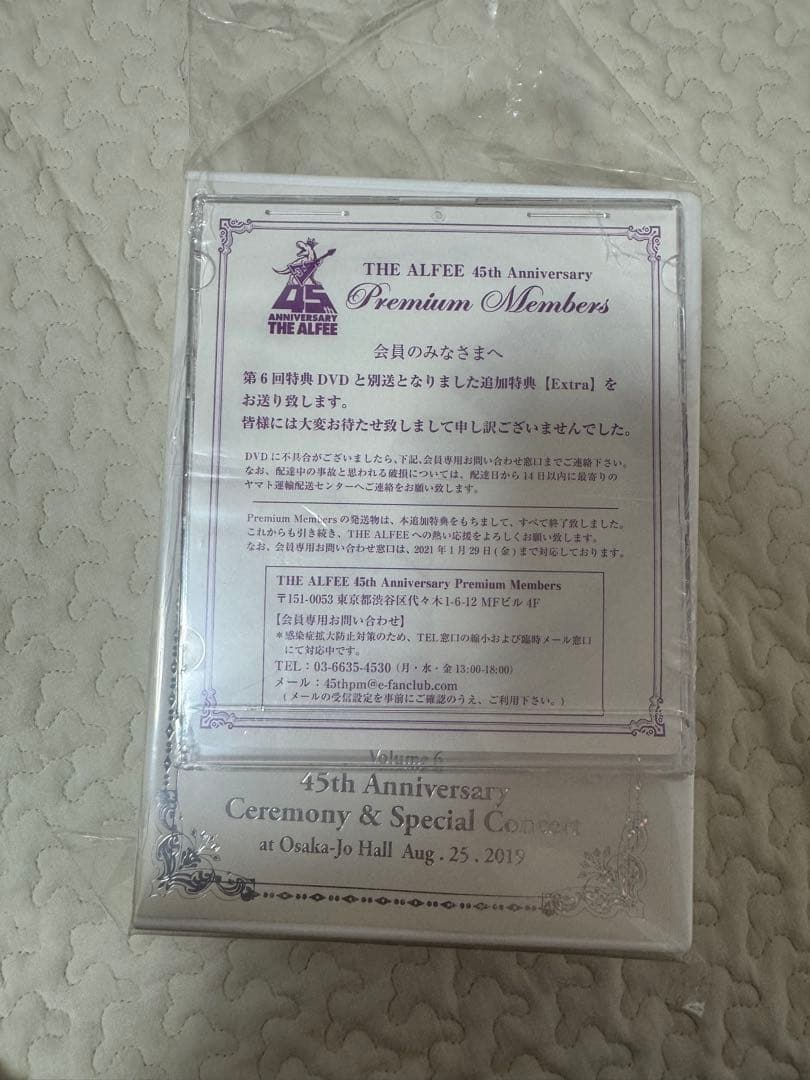 THE ALFEE 45th Anniversary
Premium Members
45th
ANNIVERSARY
THE ALFEE
会員のみなさまへ
第6回特典DVDと別送となりました追加特典【Extra】を
お送り致します。
皆様には大変お待たせ致しまして申し訳ございませんでした。
DVDに不具合がございましたら、下記、会員専用お問い合わせ窓口までご連絡下さい。
なお、配達中の事故と思われる破損については、配達日から14日以内に最寄りの
ヤマト運輸配送センターへご連絡をお願い致します。
Premium Membersの発送物は、本追加特典をもちまして、すべて終了致しました。
これからも引き続き、THE ALFEEへの熱い応援をよろしくお願い致します。
なお、会員専用お問い合わせ窓口は、2021年1月29日(金)まで対応しております。
THE ALFEE 45th Anniversary Premium Members
〒151-0053 東京都渋谷区代々木1-6-12 MFビル 4F
【会員専用お問い合わせ】
*感染症拡大防止対策のため、TEL窓口の縮小および臨時メール窓口
にて対応中です。
TEL:03-6635-4530(月・水・金 13:00-18:00)
メール:45thpm@e-fanclub.com
(メールの受信設定を事前にご確認のうえ、ご利用下さい。)
Volume 6
45th Anniversary
Ceremony & Special Concert
at Osaka-Jo Hall Aug. 25. 2019